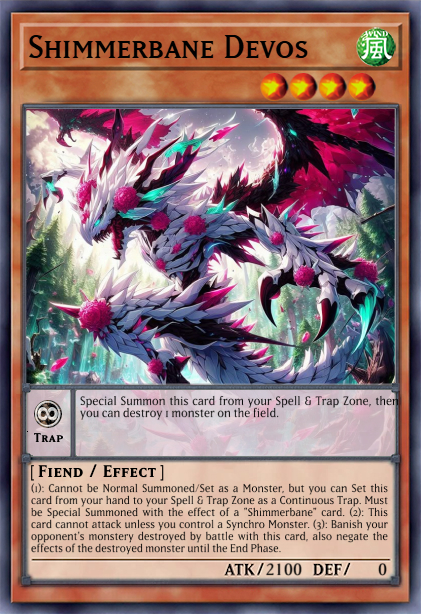 Shimmerbane Devos
WIND
風
Special Summon this card from your Spell & Trap Zone, then
you can destroy 1 monster on the field.
Trap
[ Fiend / Effect ]
(1): Cannot be Normal Summoned/Set as a Monster, but you can Set this
card from your hand to your Spell & Trap Zone as a Continuous Trap. Must
be Special Summoned with the effect of a "Shimmerbane" card. (2): This
card cannot attack unless you control a Synchro Monster. (3): Banish your
opponent's monstery destroyed by battle with this card, also negate the
effects of the destroyed monster until the End Phase.
ATK/2100 DEF/ 0